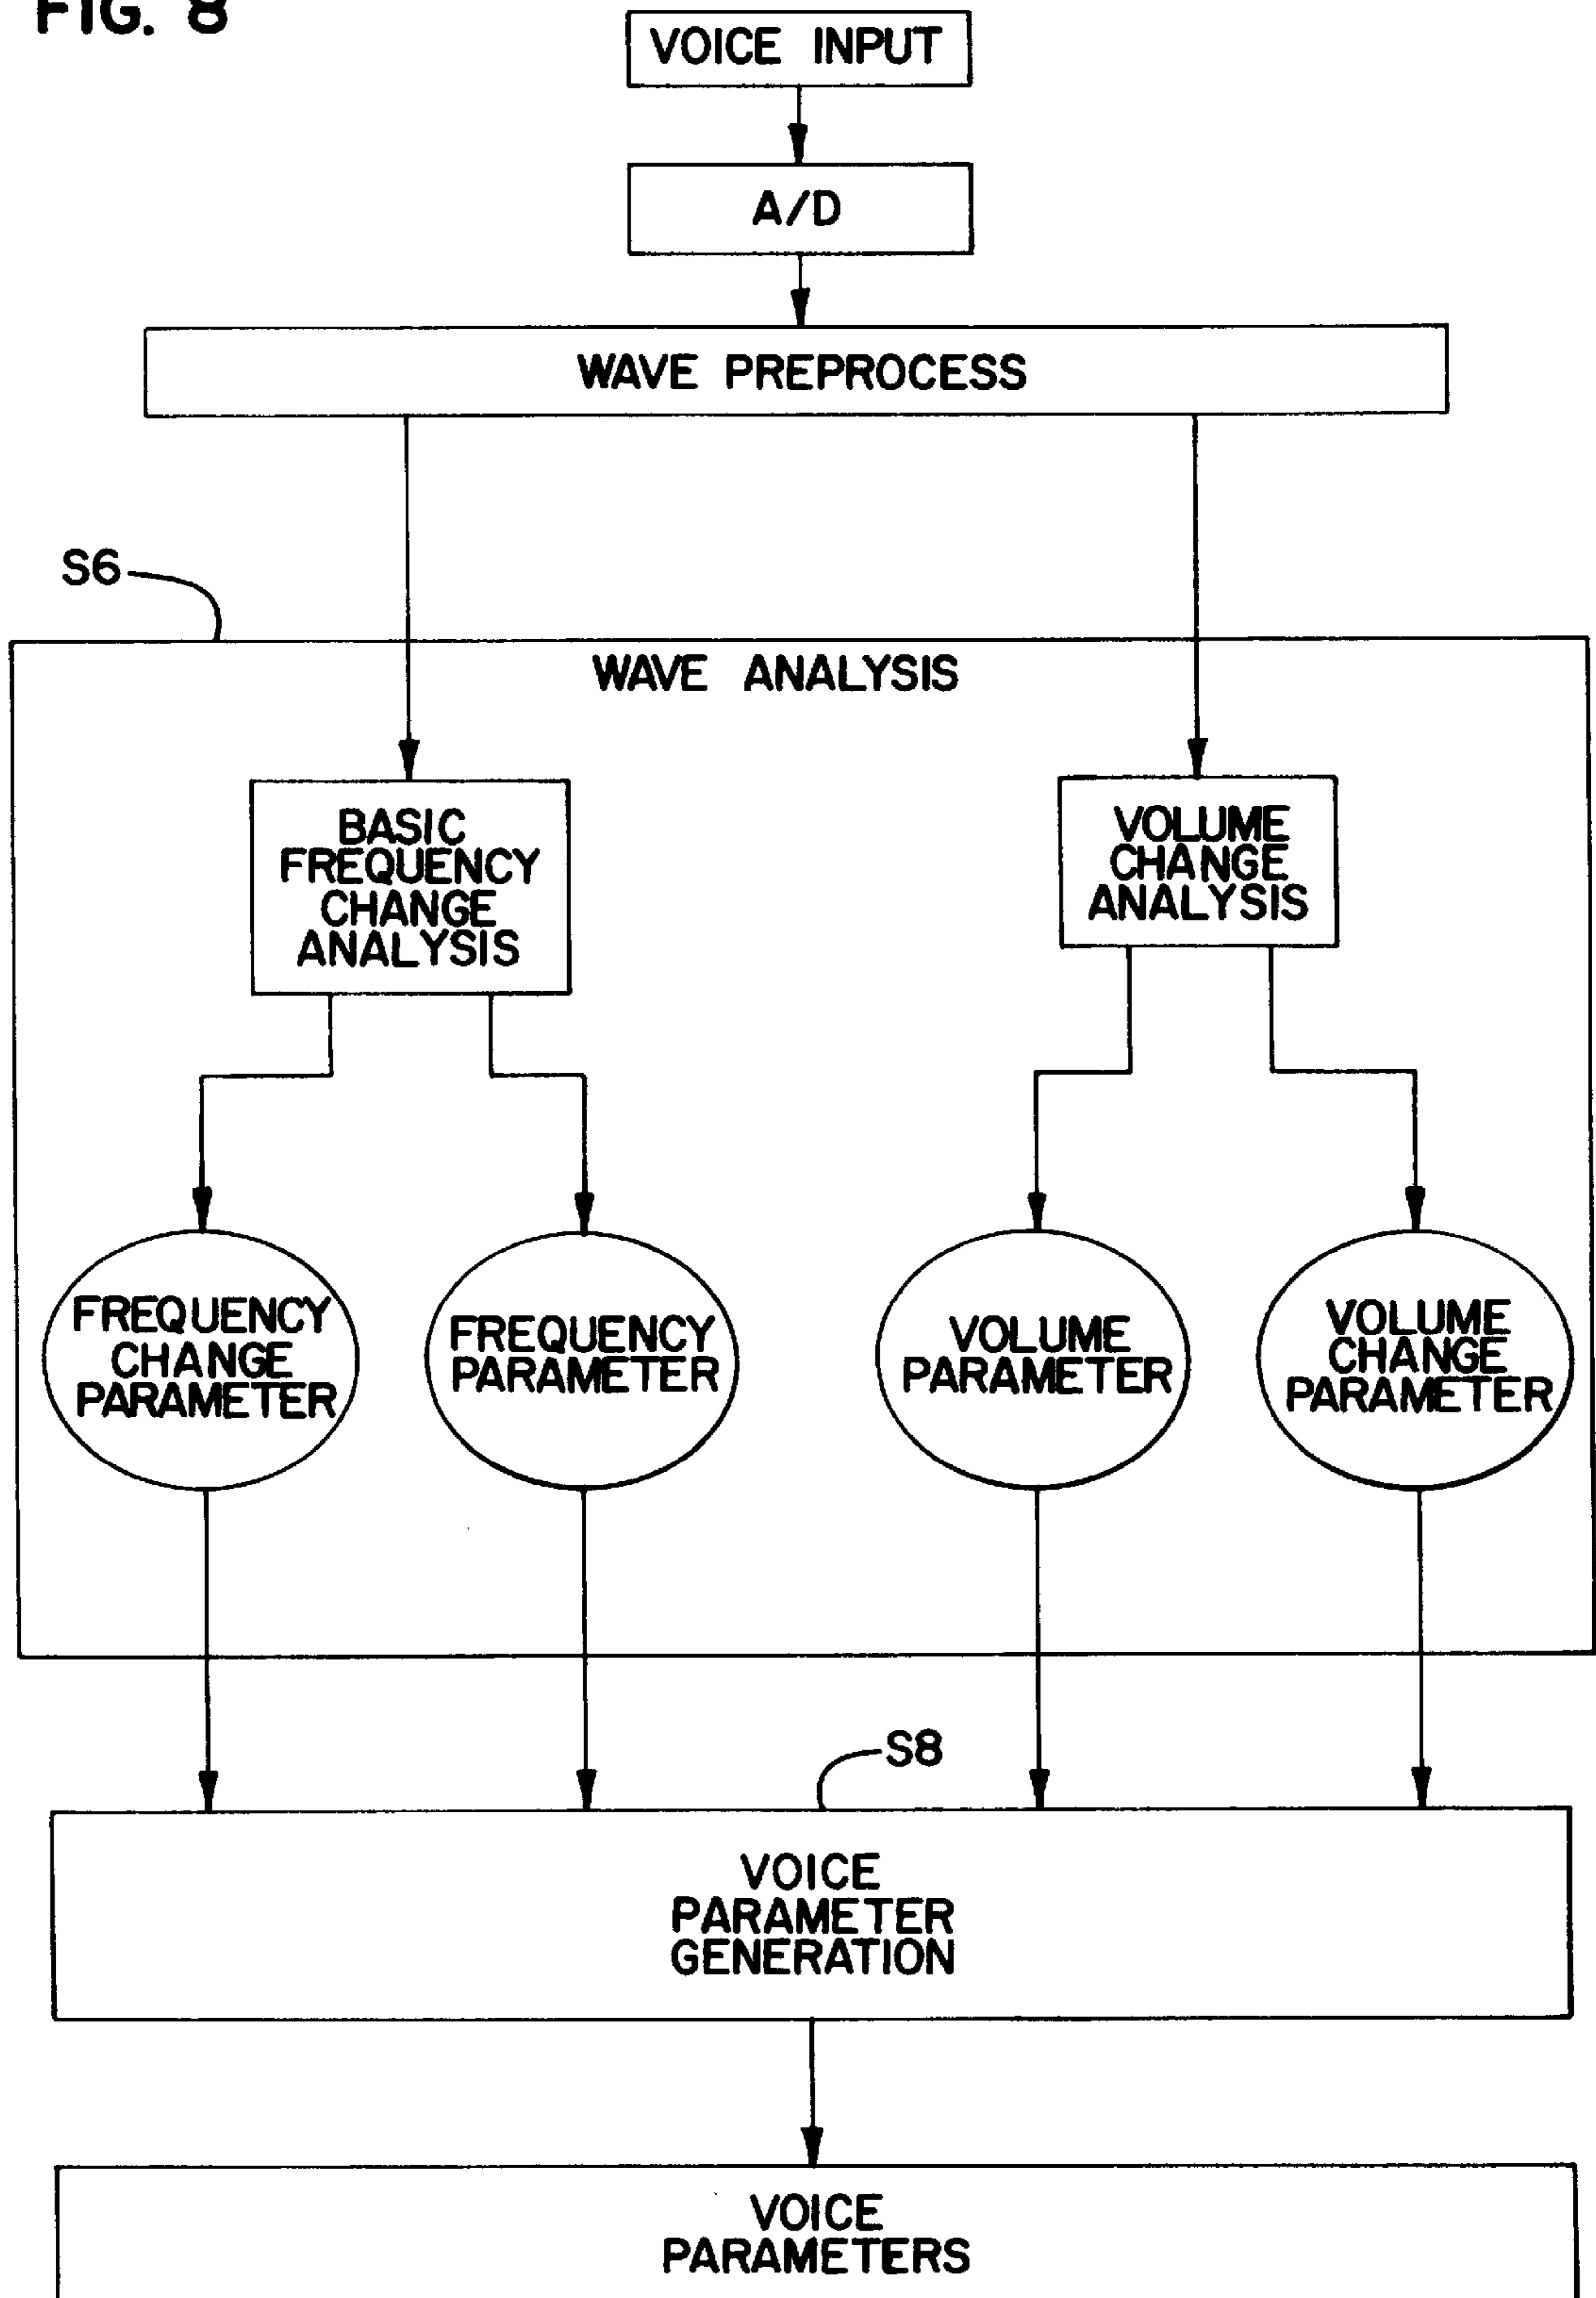 FIG. 8
VOICE INPUT
A/D
WAVE PREPROCESS
S6
WAVE ANALYSIS
BASIC
FREQUENCY
CHANGE
ANALYSIS
VOLUME
CHANGE
ANALYSIS
FREQUENCY
CHANGE
PARAMETER
FREQUENCY
PARAMETER
VOLUME
PARAMETER
VOLUME
CHANGE
PARAMETER
S8
VOICE
PARAMETER
GENERATION
VOICE
PARAMETERS